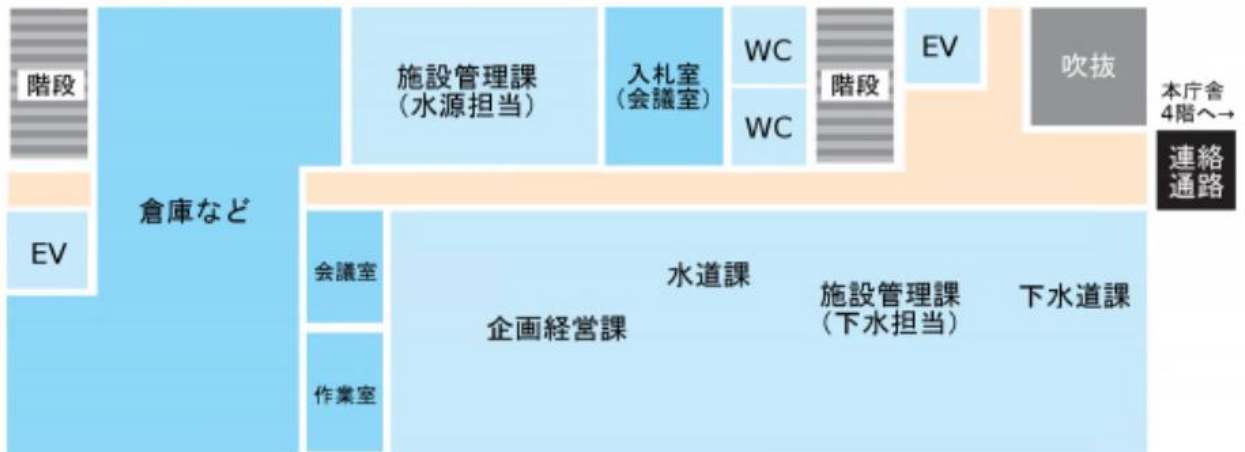 階段
施設管理課
(水源担当)
入札室
(会議室)
WC
WC
階段
EV
吹抜
本庁舎
4階へ→
連絡
通路
倉庫など
EV
会議室
作業室
企画経営課
水道課
施設管理課
(下水担当)
下水道課